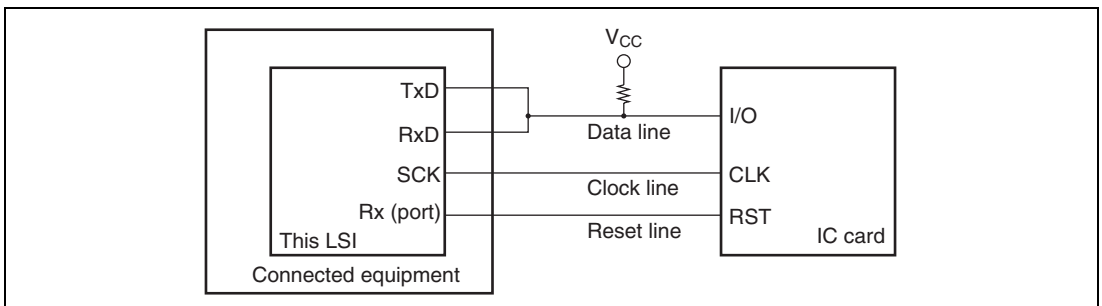 VCC
TxD
RxD
SCK
Rx (port)
This LSI
Connected equipment
Data line
Clock line
Reset line
I/O
CLK
RST
IC card